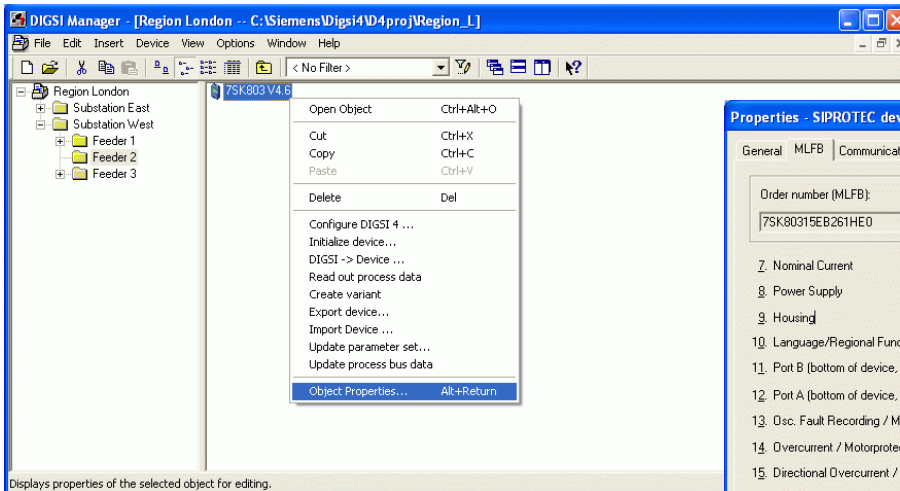 DIGSI Manager - [Region London -- C:\Siemens\Digsi4\D4proj\Region_L]
File Edit Insert Device View Options Window Help
< No Filter >
Region London
Substation East
Substation West
Feeder 1
Feeder 2
Feeder 3
7SK803 V4.6
Open Object Ctrl+Alt+O
Cut Ctrl+X
Copy Ctrl+C
Paste Ctrl+V
Delete Del
Configure DIGSI 4 ...
Initialize device...
DIGSI -> Device ...
Read out process data
Create variant
Export device...
Import Device ...
Update parameter set...
Update process bus data
Object Properties... Alt+Return
Displays properties of the selected object for editing.
Properties - SIPROTEC dev
General MLFB Communicat
Order number (MLFB):
7SK80315EB261HE0
7. Nominal Current
8. Power Supply
9. Housing
10. Language/Regional Func
11. Port B (bottom of device,
12. Port A (bottom of device,
13. Osc. Fault Recording / M
14. Overcurrent / Motorprotec
15. Directional Overcurrent /